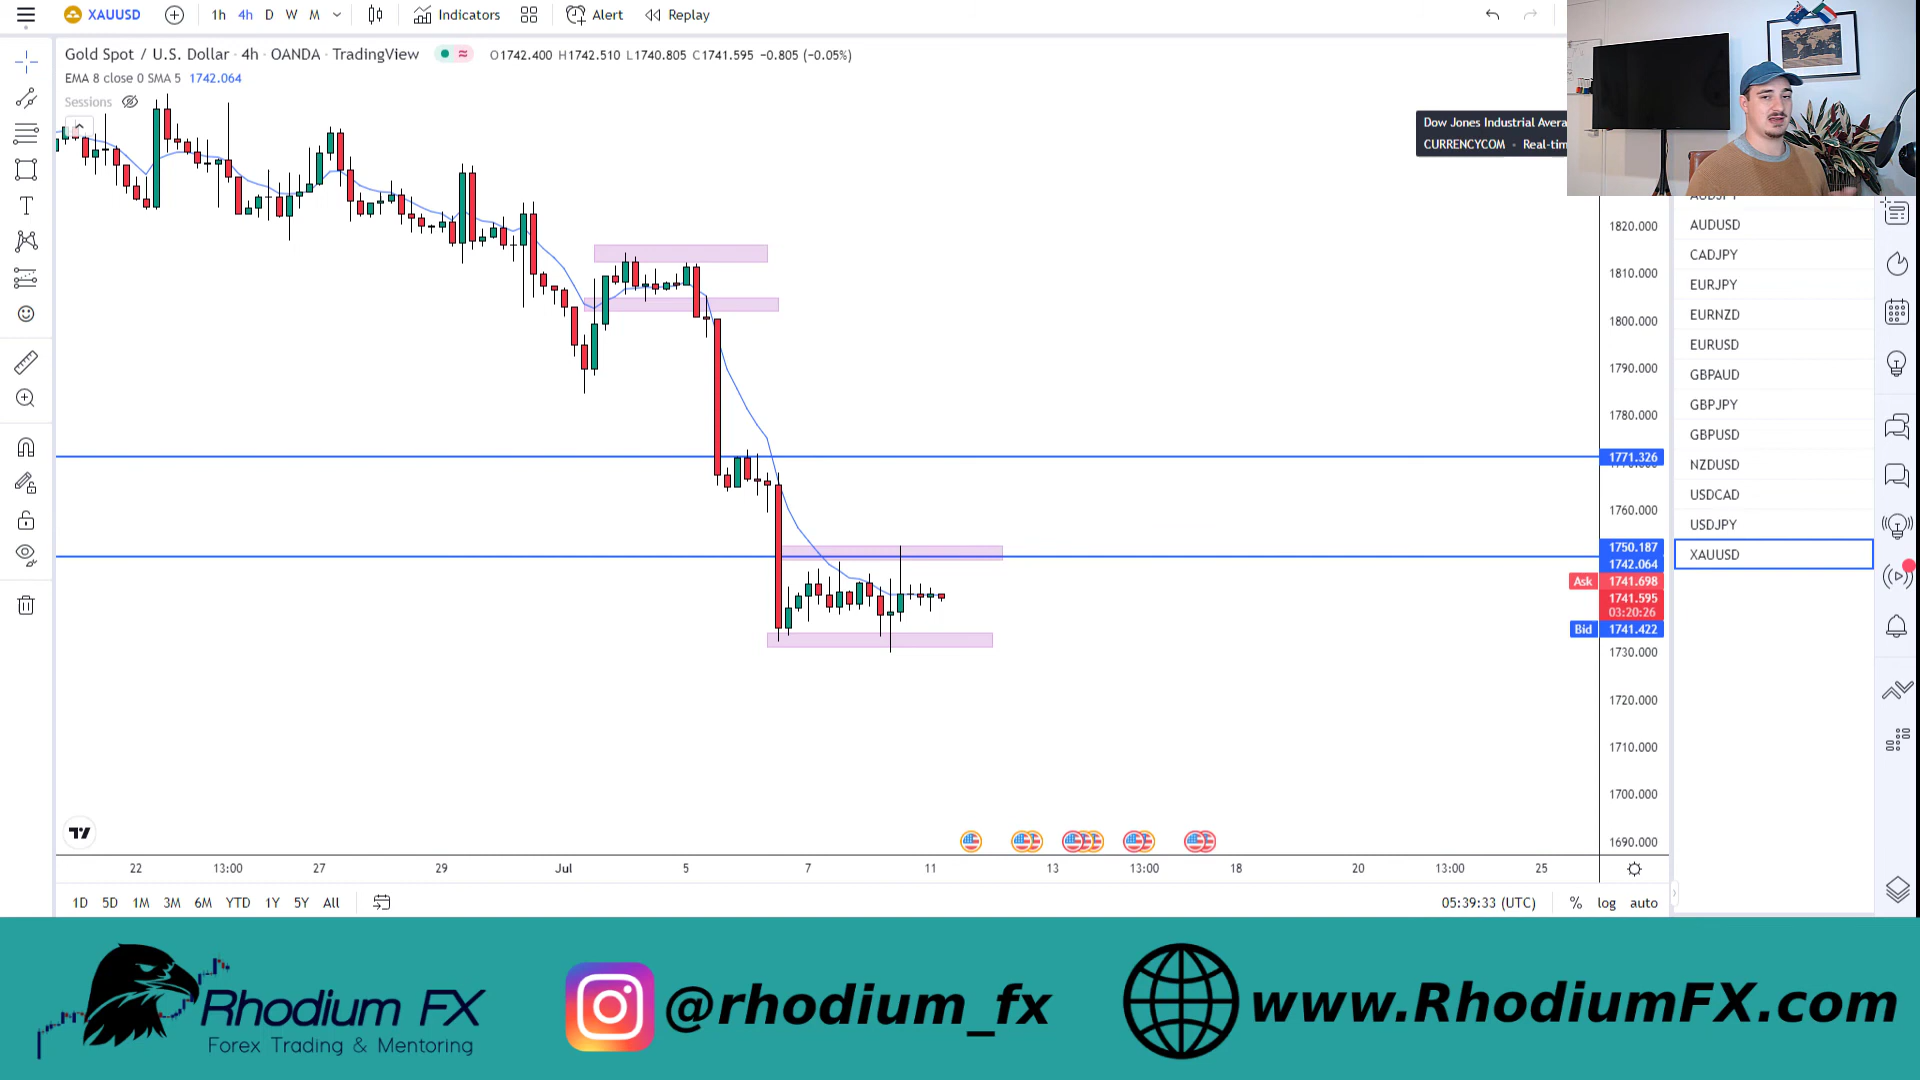 XAUUSD
1h 4h D W M
Indicators
Alert
Replay
Gold Spot / U.S. Dollar · 4h · OANDA · TradingView
O1742.400 H1742.510 L1740.805 C1741.595 −0.805 (−0.05%)
EMA 8 close 0 SMA 5 1742.064
Sessions
Dow Jones Industrial Avera
CURRENCYCOM • Real-tim
1820.000
1810.000
1800.000
1790.000
1780.000
1771.326
1760.000
1750.187
1742.064
Ask 1741.698
1741.595
03:20:26
Bid 1741.422
1730.000
1720.000
1710.000
1700.000
1690.000
AUDUSD
CADJPY
EURJPY
EURNZD
EURUSD
GBPAUD
GBPJPY
GBPUSD
NZDUSD
USDCAD
USDJPY
XAUUSD
22 13:00 27 29 Jul 5 7 11 13 13:00 18 20 13:00 25
1D 5D 1M 3M 6M YTD 1Y 5Y All
05:39:33 (UTC) % log auto
Rhodium FX
Forex Trading & Mentoring
@rhodium_fx
www.RhodiumFX.com